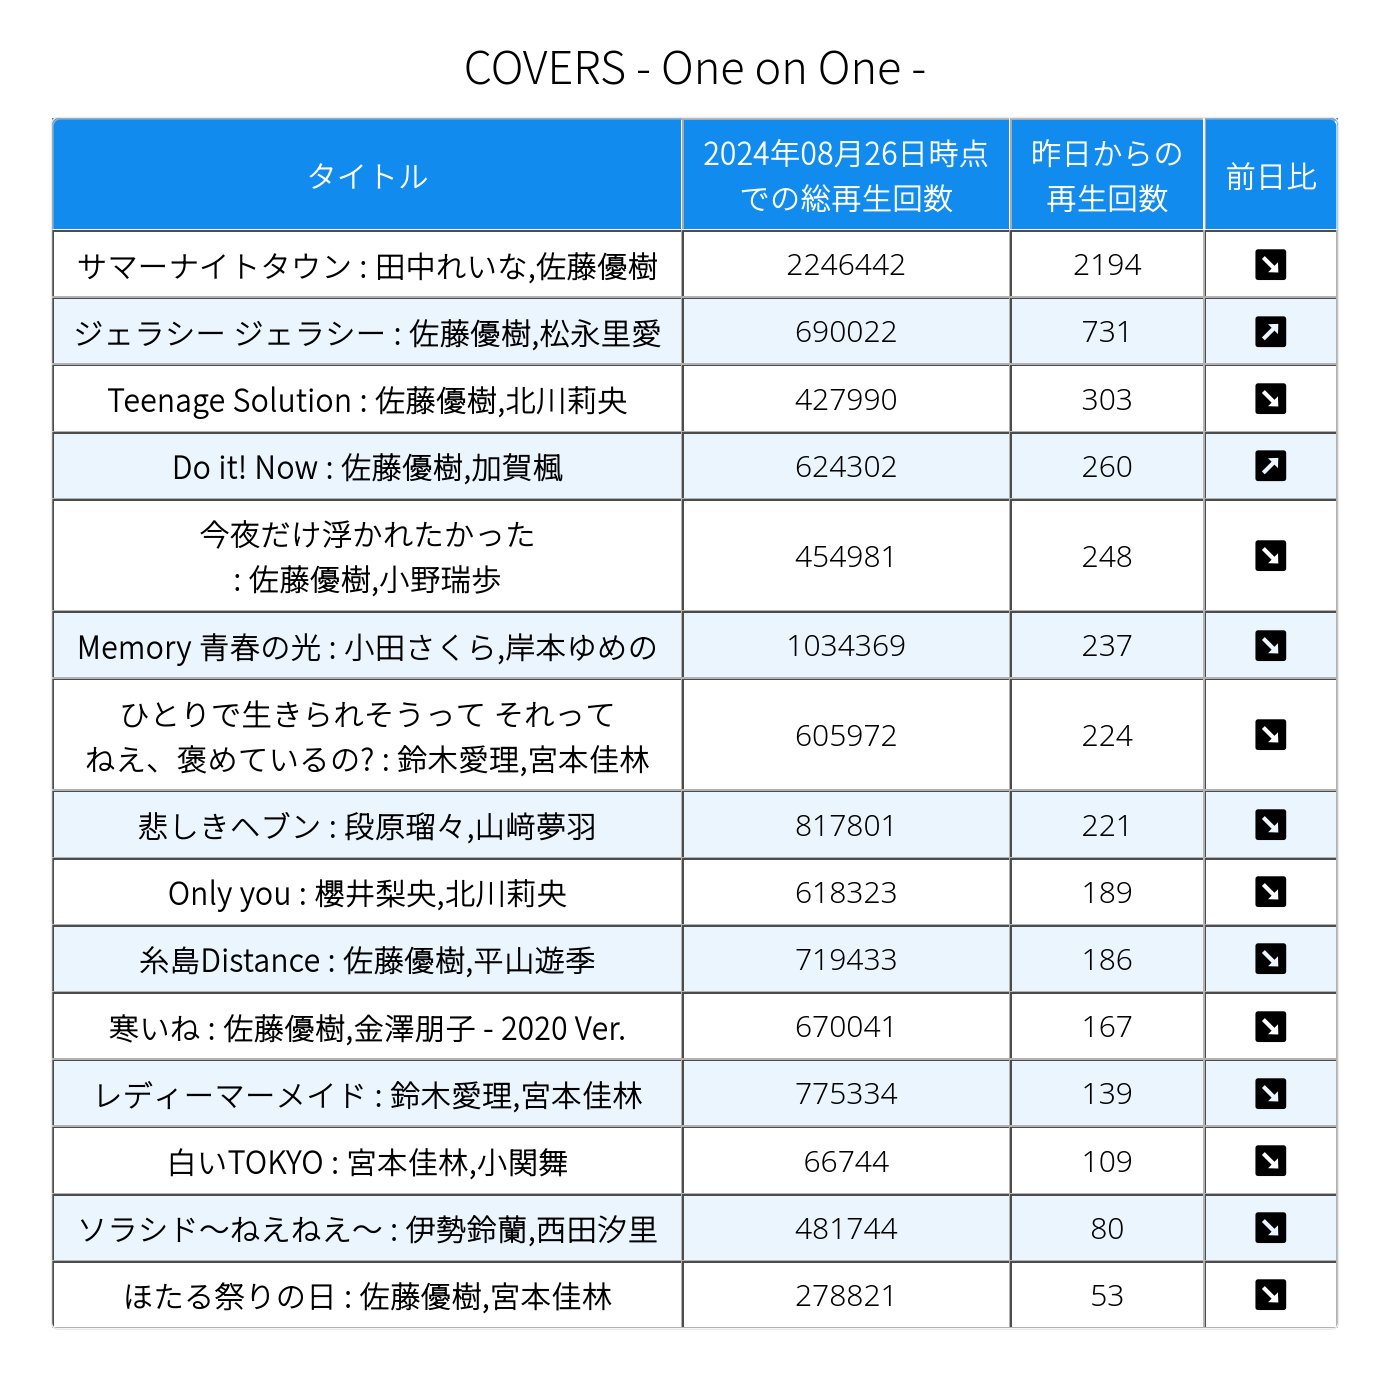 COVERS - One on One -
タイトル
2024年08月26日時点
での総再生回数
昨日からの
再生回数
前日比
サマーナイトタウン : 田中れいな,佐藤優樹 2246442 2194 ↘
ジェラシー ジェラシー : 佐藤優樹,松永里愛 690022 731 ↗
Teenage Solution : 佐藤優樹,北川莉央 427990 303 ↘
Do it! Now : 佐藤優樹,加賀楓 624302 260 ↗
今夜だけ浮かれたかった
: 佐藤優樹,小野瑞歩 454981 248 ↘
Memory 青春の光 : 小田さくら,岸本ゆめの 1034369 237 ↘
ひとりで生きられそうって それって
ねえ、褒めているの? : 鈴木愛理,宮本佳林 605972 224 ↘
悲しきヘブン : 段原瑠々,山﨑夢羽 817801 221 ↘
Only you : 櫻井梨央,北川莉央 618323 189 ↘
糸島Distance : 佐藤優樹,平山遊季 719433 186 ↘
寒いね : 佐藤優樹,金澤朋子 - 2020 Ver. 670041 167 ↘
レディーマーメイド : 鈴木愛理,宮本佳林 775334 139 ↘
白いTOKYO : 宮本佳林,小関舞 66744 109 ↘
ソラシド～ねえねえ～ : 伊勢鈴蘭,西田汐里 481744 80 ↘
ほたる祭りの日 : 佐藤優樹,宮本佳林 278821 53 ↘